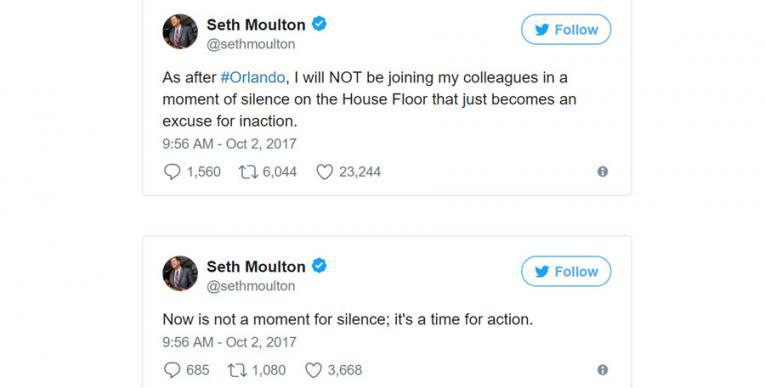 Seth Moulton
Follow
@sethmoulton
As after #Orlando, I will NOT be joining my colleagues in a
moment of silence on the House Floor that just becomes an
excuse for inaction.
9:56 AM - Oct 2, 2017
1,560 6,044 23,244
Seth Moulton
Follow
@sethmoulton
Now is not a moment for silence; it's a time for action.
9:56 AM - Oct 2, 2017
685 1,080 3,668